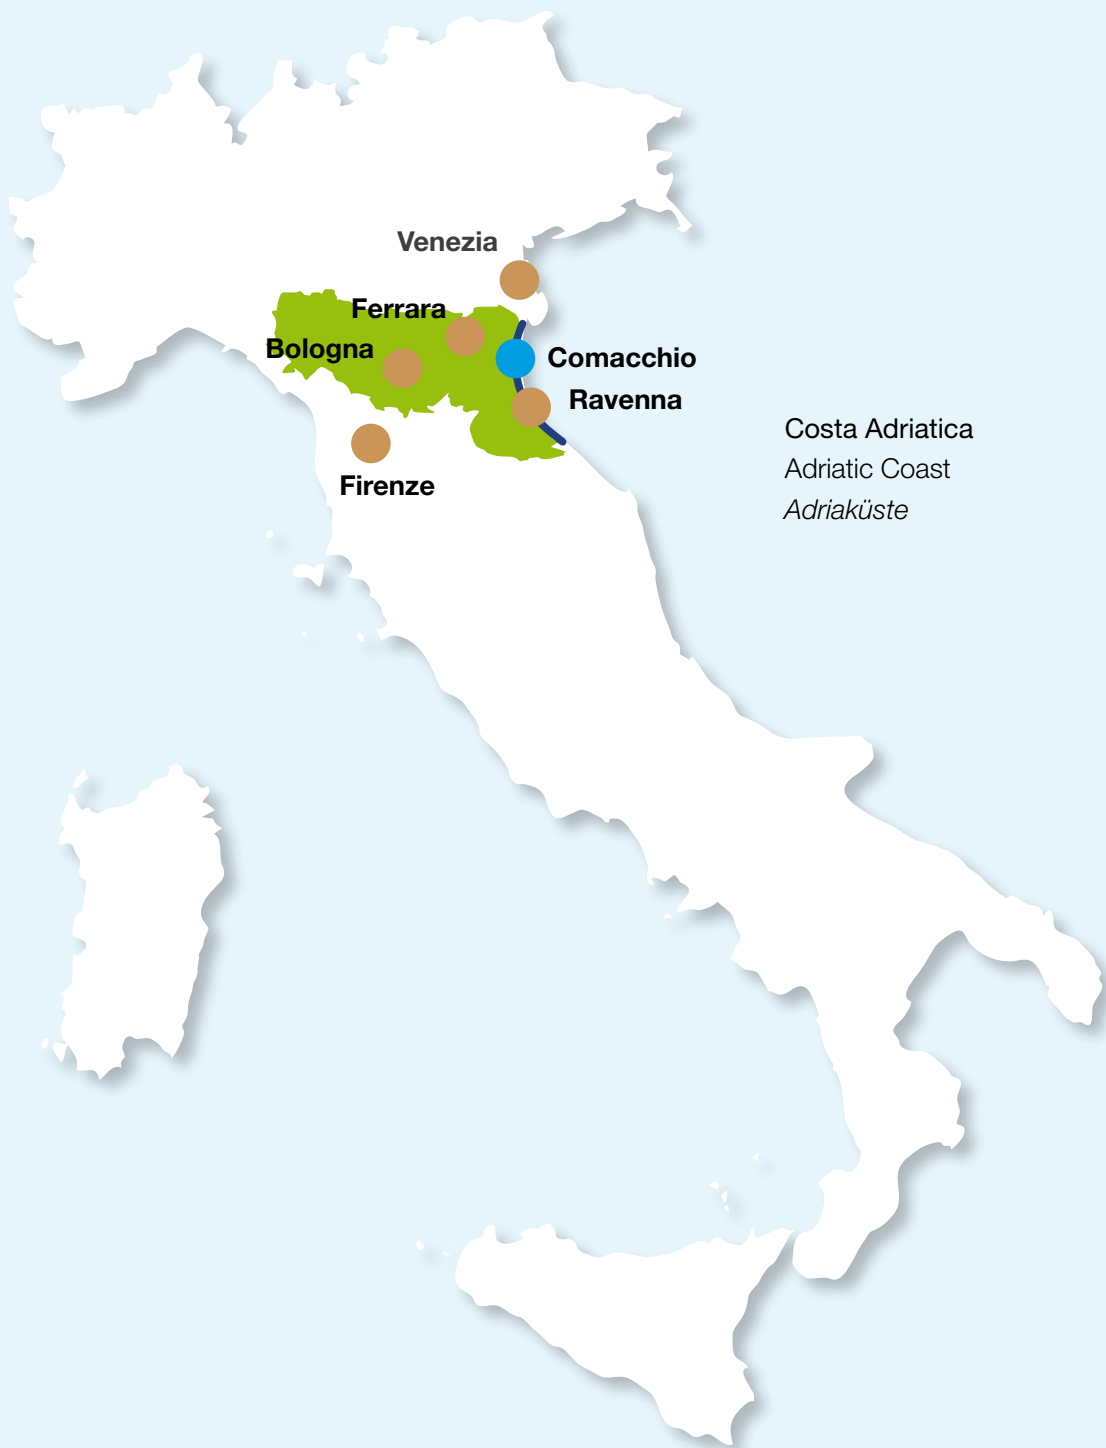 Venezia
Ferrara
Bologna
Comacchio
Ravenna
Firenze
Costa Adriatica
Adriatic Coast
Adriaküste